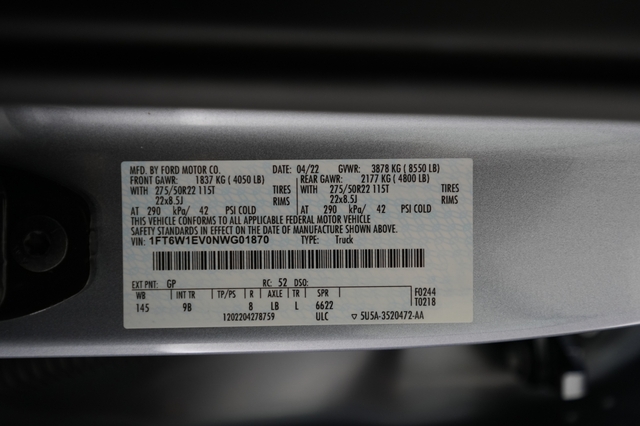 MFD. BY FORD MOTOR CO. DATE: 04/22 GVWR: 3878 KG (8550 LB)
FRONT GAWR: 1837 KG (4050 LB) REAR GAWR: 2177 KG (4800 LB)
WITH 275/50R22 115T TIRES WITH 275/50R22 115T TIRES
22x8.5J RIMS 22x8.5J RIMS
AT 290 kPa/ 42 PSI COLD AT 290 kPa/ 42 PSI COLD
THIS VEHICLE CONFORMS TO ALL APPLICABLE FEDERAL MOTOR VEHICLE
SAFETY STANDARDS IN EFFECT ON THE DATE OF MANUFACTURE SHOWN ABOVE.
VIN: 1FT6W1EV0NWG01870 TYPE: Truck
EXT PNT: GP RC: 52 DSO: F0244
WB INT TR TP/PS R AXLE TR SPR T0218
145 9B 8 LB L 6622
1202204278759 ULC ▽ 5U5A-3520472-AA